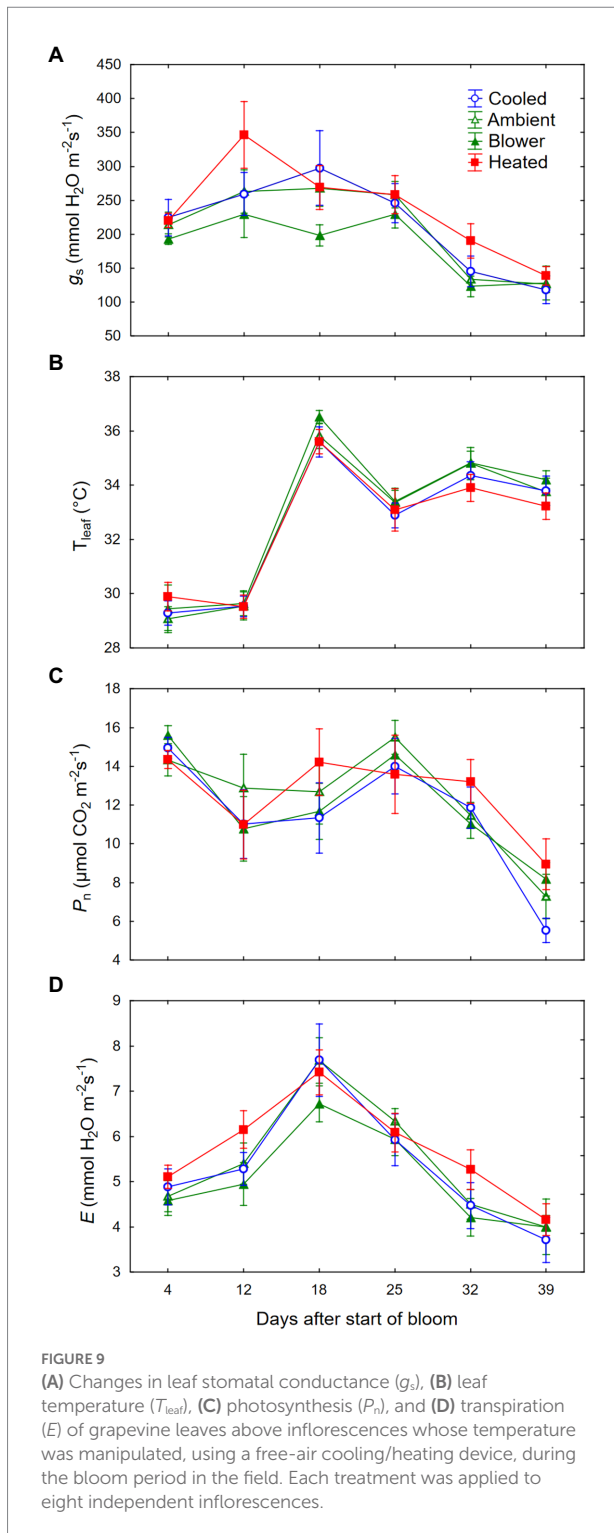 A
450
400
350
300
250
200
150
100
50
gs (mmol H2O m-2s-1)
Cooled
Ambient
Blower
Heated
B
38
36
34
32
30
28
Tleaf (°C)
C
18
16
14
12
10
8
6
4
Pn (µmol CO2 m-2s-1)
D
9
8
7
6
5
4
3
E (mmol H2O m-2s-1)
4 12 18 25 32 39
Days after start of bloom
FIGURE 9
(A) Changes in leaf stomatal conductance (gs), (B) leaf
temperature (Tleaf), (C) photosynthesis (Pn), and (D) transpiration
(E) of grapevine leaves above inflorescences whose temperature
was manipulated, using a free-air cooling/heating device, during
the bloom period in the field. Each treatment was applied to
eight independent inflorescences.